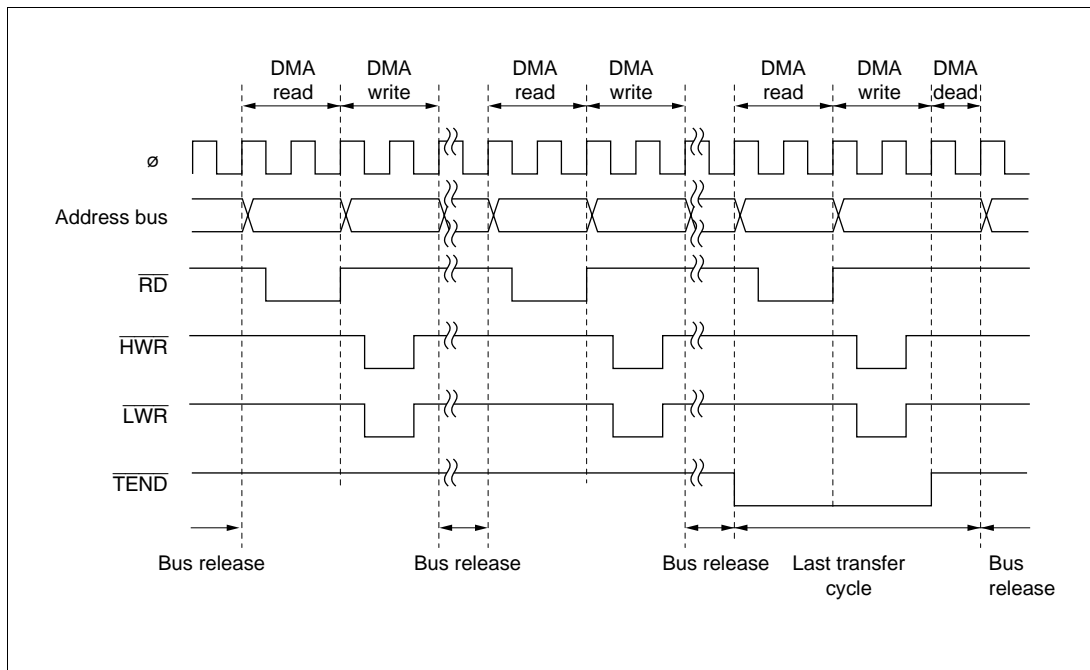 DMA read
DMA write
DMA read
DMA write
DMA read
DMA write
DMA dead
ø
Address bus
RD
HWR
LWR
TEND
Bus release
Bus release
Bus release
Last transfer cycle
Bus release